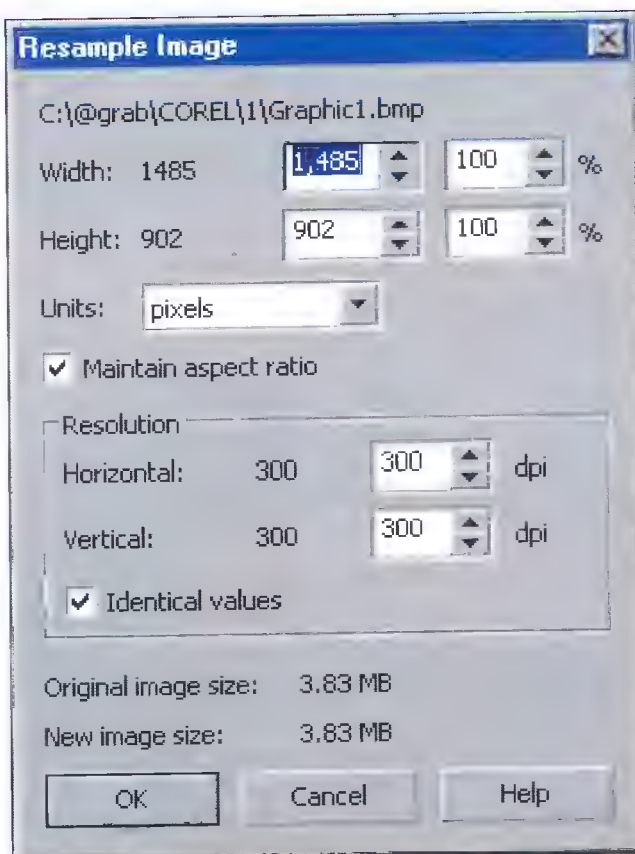 Resample Image
C:\@grab\COREL\1\Graphic1.bmp
Width: 1485 1,485 100 %
Height: 902 902 100 %
Units: pixels
Maintain aspect ratio
Resolution
Horizontal: 300 300 dpi
Vertical: 300 300 dpi
Identical values
Original image size: 3.83 MB
New image size: 3.83 MB
OK Cancel Help